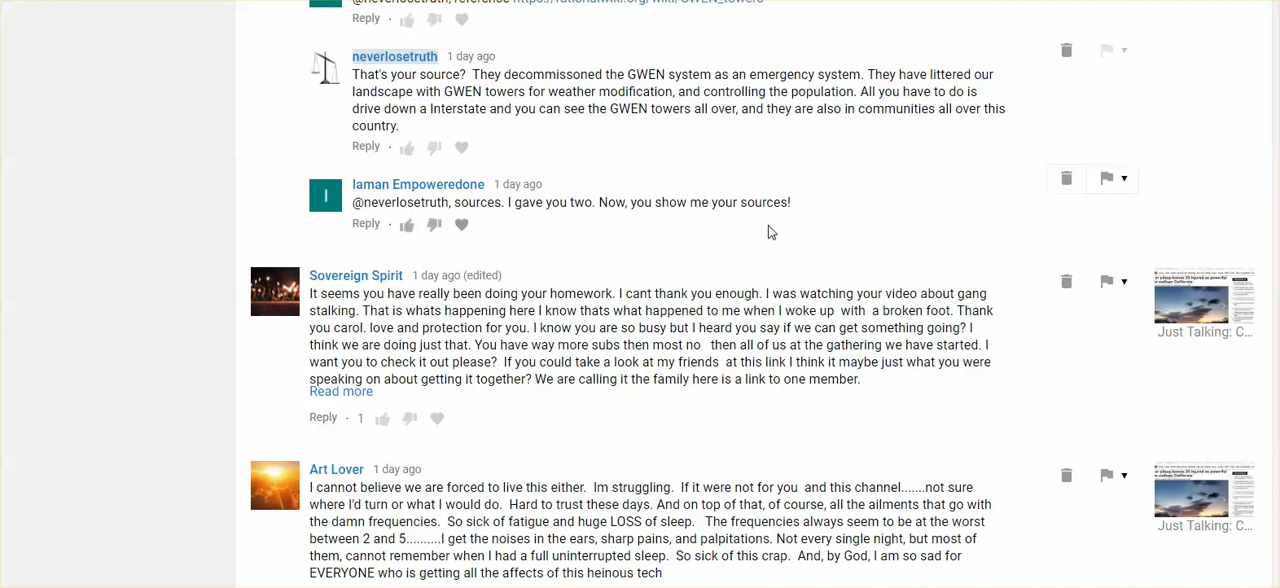 @neverlosetruth, reference https://rationalwiki.org/wiki/GWEN_towers
Reply ·
neverlosetruth 1 day ago
That's your source?  They decommissoned the GWEN system as an emergency system. They have littered our
landscape with GWEN towers for weather modification, and controlling the population. All you have to do is
drive down a Interstate and you can see the GWEN towers all over, and they are also in communities all over this
country.
Reply ·
I
Iaman Empoweredone 1 day ago
@neverlosetruth, sources. I gave you two. Now, you show me your sources!
Reply ·
Sovereign Spirit 1 day ago (edited)
It seems you have really been doing your homework. I cant thank you enough. I was watching your video about gang
stalking. That is whats happening here I know thats what happened to me when I woke up  with  a broken foot. Thank
you carol. love and protection for you. I know you are so busy but I heard you say if we can get something going? I
think we are doing just that. You have way more subs then most no   then all of us at the gathering we have started. I
want you to check it out please?  If you could take a look at my friends  at this link I think it maybe just what you were
speaking on about getting it together? We are calling it the family here is a link to one member.
Read more
Reply · 1
Just Talking: C...
Art Lover 1 day ago
I cannot believe we are forced to live this either.  Im struggling.  If it were not for you and this channel.......not sure
where I'd turn or what I would do.  Hard to trust these days. And on top of that, of course, all the ailments that go with
the damn frequencies.  So sick of fatigue and huge LOSS of sleep.   The frequencies always seem to be at the worst
between 2 and 5..........I get the noises in the ears, sharp pains, and palpitations. Not every single night, but most of
them, cannot remember when I had a full uninterrupted sleep.  So sick of this crap.  And, by God, I am so sad for
EVERYONE who is getting all the affects of this heinous tech
Just Talking: C...